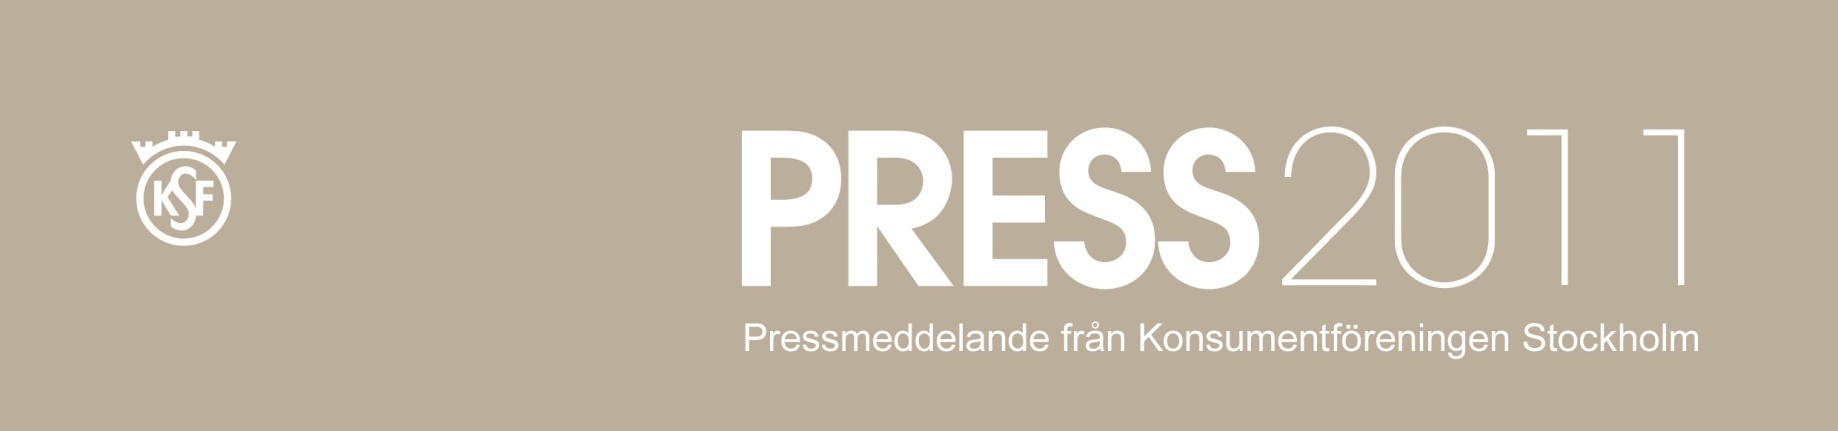 KSF
PRESS2011
Pressmeddelande från Konsumentföreningen Stockholm